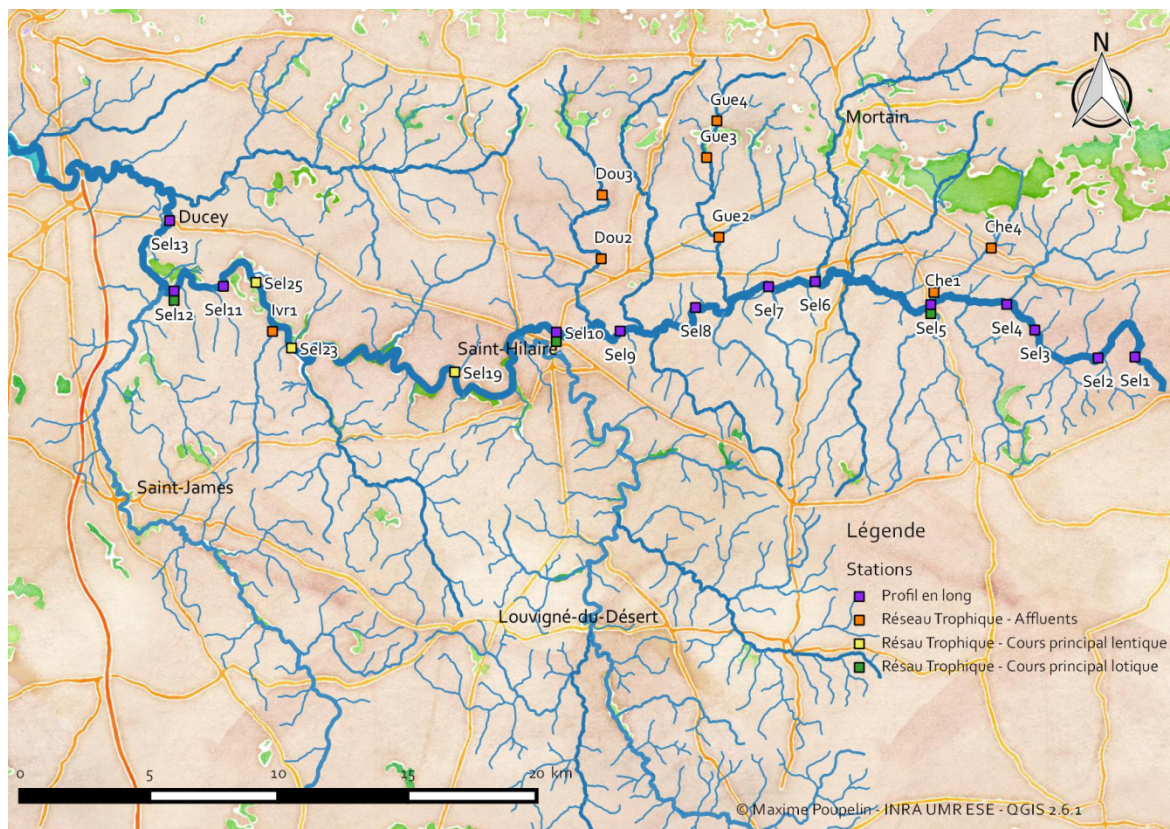 N
Gue4
Mortain
Gue3
Dou3
Ducey
Gue2
Che4
Sel13
Dou2
Sel25
Che1
Sel12
Sel11
Ivr1
Sel7
Sel6
Sel8
Sel5
Sel4
Sel23
Saint-Hilaire
Sel10
Sel9
Sel3
Sel19
Sel2
Sel1
Saint-James
Légende
Stations
Profil en long
Réseau Trophique - Affluents
Résau Trophique - Cours principal lentique
Résau Trophique - Cours principal lotique
Louvigné-du-Désert
0 5 10 15 20 km
© Maxime Poupelin - INRA UMR ESE - QGIS 2.6.1